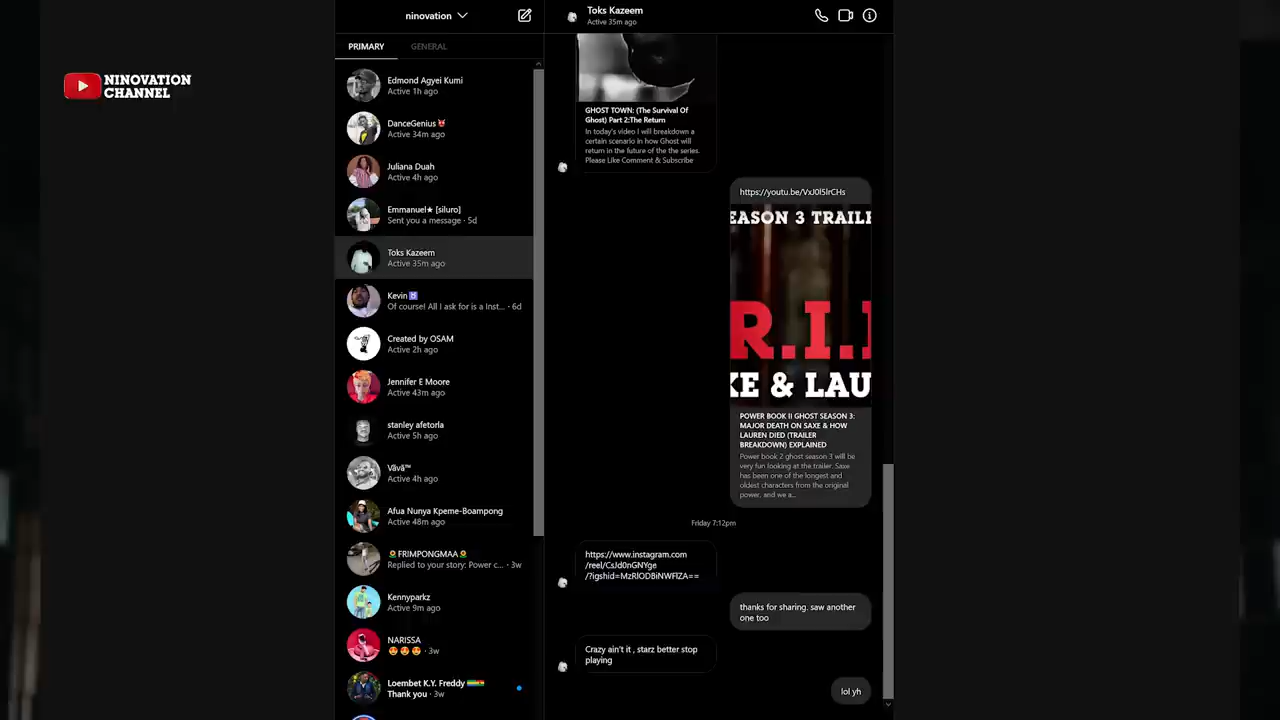 NINOVATION
CHANNEL
ninovation
PRIMARY
GENERAL
Edmond Agyei Kumi
Active 1h ago
DanceGenius
Active 34m ago
Juliana Duah
Active 4h ago
Emmanuel★ [siluro]
Sent you a message · 5d
Toks Kazeem
Active 35m ago
Kevin
Of course! All I ask for is a Inst... · 6d
Created by OSAM
Active 2h ago
Jennifer E Moore
Active 43m ago
stanley afetorla
Active 5h ago
Vâvâ™
Active 4h ago
Afua Nunya Kpeme-Boampong
Active 48m ago
🌻FRIMPONGMAA🌻
Replied to your story: Power c... · 3w
Kennyparkz
Active 9m ago
NARISSA
😍😍😍 · 3w
Loembet K.Y. Freddy
Thank you · 3w
Toks Kazeem
Active 35m ago
GHOST TOWN: (The Survival Of
Ghost) Part 2:The Return
In today's video I will breakdown a
certain scenario in how Ghost will
return in the future of the the series.
Please Like Comment & Subscribe
https://youtu.be/VxJ0l5lrCHs
EASON 3 TRAILE
R.I.I
KE & LAU
POWER BOOK II GHOST SEASON 3:
MAJOR DEATH ON SAXE & HOW
LAUREN DIED (TRAILER
BREAKDOWN) EXPLAINED
Power book 2 ghost season 3 will be
very fun looking at the trailer. Saxe
has been one of the longest and
oldest characters from the original
power, and we a...
Friday 7:12pm
https://www.instagram.com
/reel/CsJd0nGNYge
/?igshid=MzRlODBiNWFlZA==
thanks for sharing. saw another
one too
Crazy ain't it , starz better stop
playing
lol yh